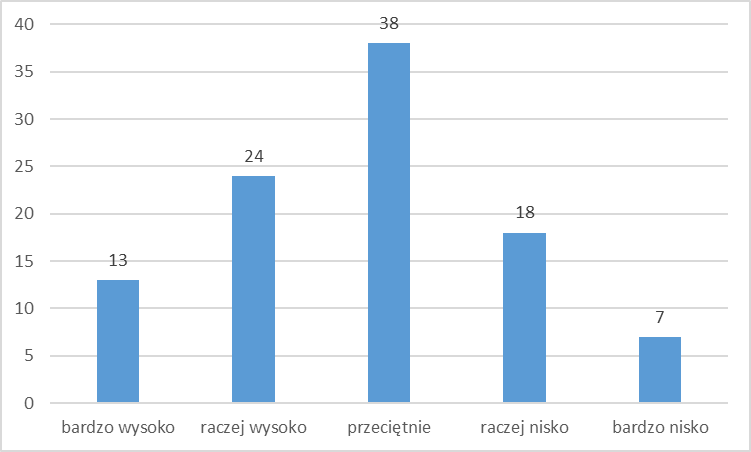 40
35
30
25
20
15
10
5
0
13
24
38
18
7
bardzo wysoko
raczej wysoko
przeciętnie
raczej nisko
bardzo nisko